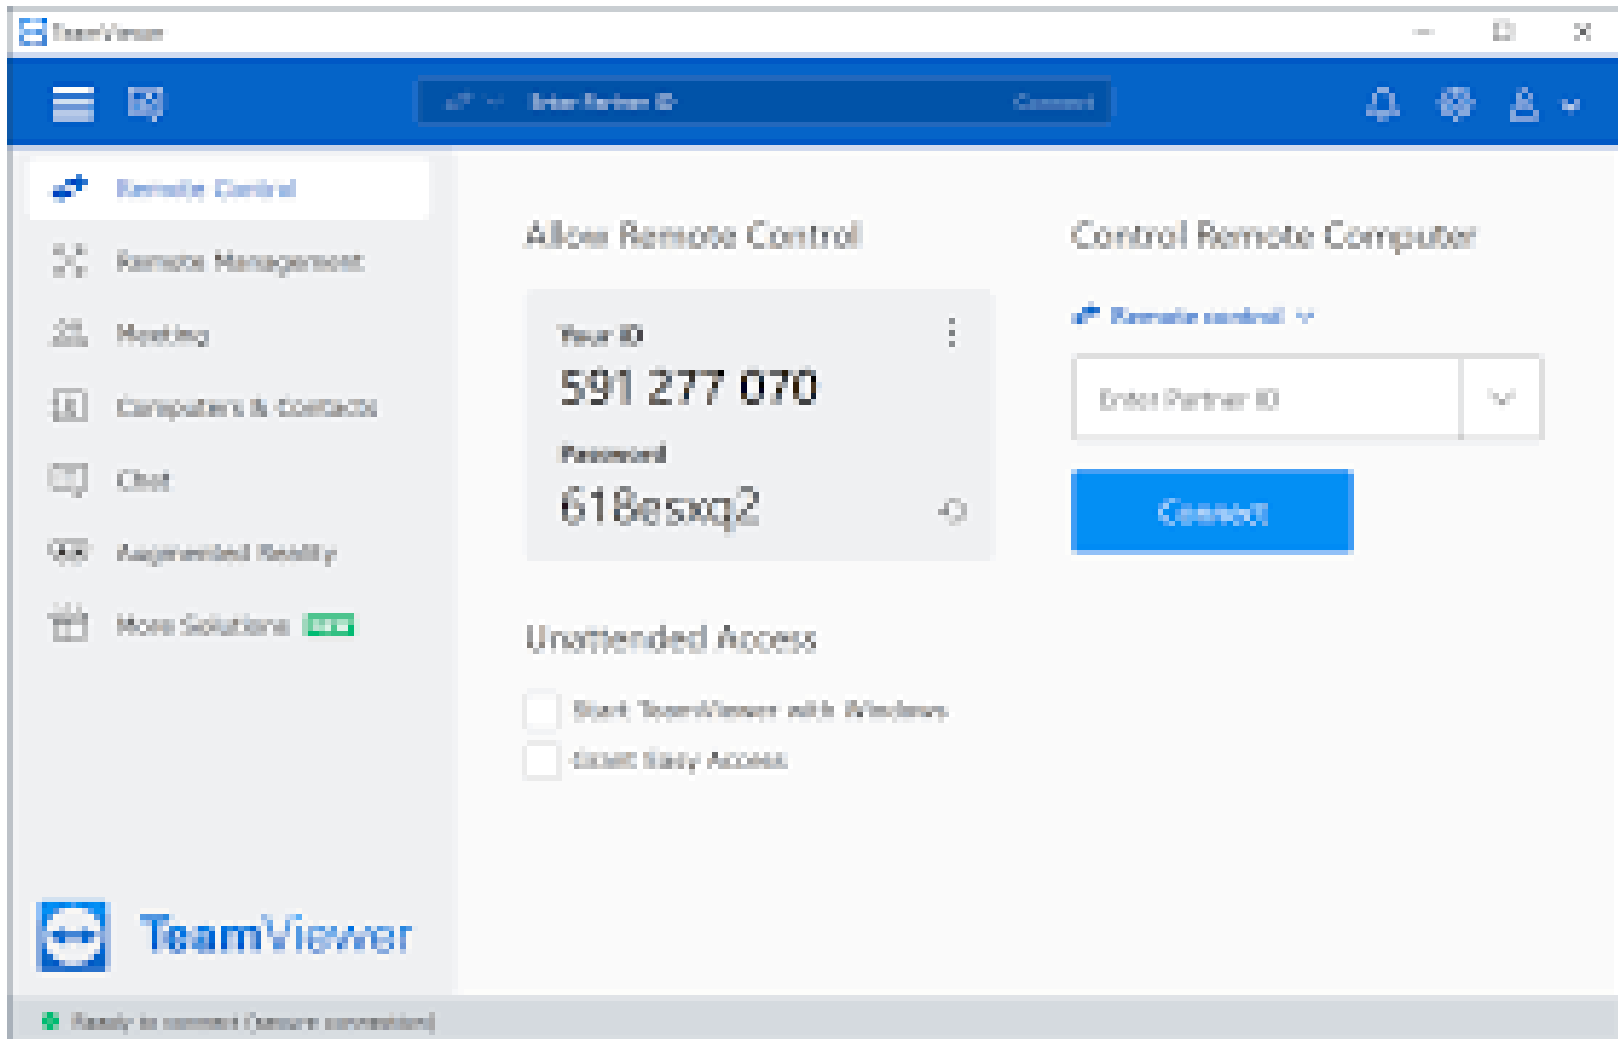 TeamViewer
Enter Partner ID
Connect
Remote Control
Remote Management
Meeting
Computers & Contacts
Chat
Augmented Reality
More Solutions
Allow Remote Control
Your ID
591 277 070
Password
618esxq2
Unattended Access
Start TeamViewer with Windows
Grant Easy Access
Control Remote Computer
Remote control
Enter Partner ID
Connect
TeamViewer
Ready to connect (secure connection)